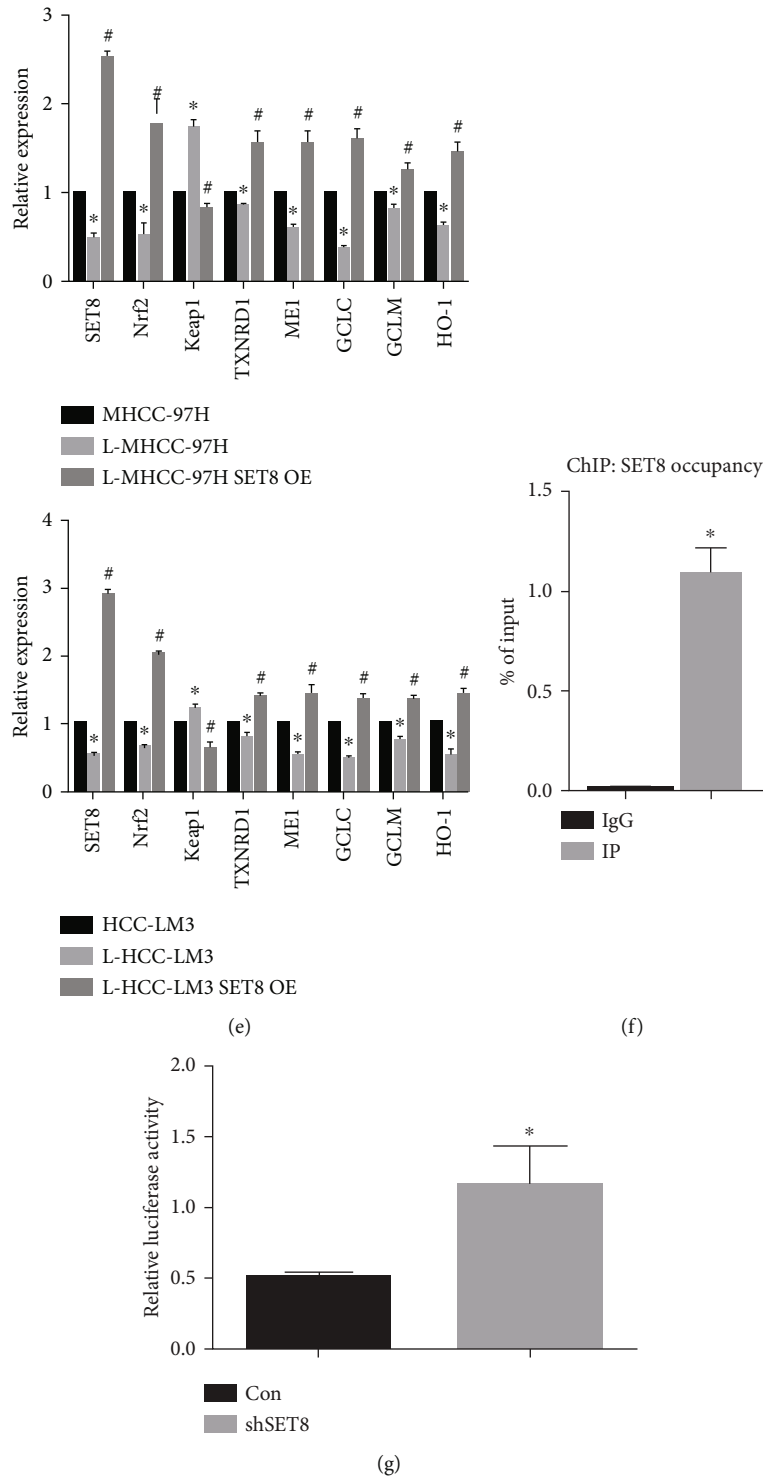 3
2
1
0
Relative expression
* # * # * # * # * # * # * # * #
SET8
Nrf2
Keap1
TXNRD1
ME1
GCLC
GCLM
HO-1
MHCC-97H
L-MHCC-97H
L-MHCC-97H SET8 OE
4
3
2
1
0
Relative expression
* # * # * # * # * # * # * # * #
SET8
Nrf2
Keap1
TXNRD1
ME1
GCLC
GCLM
HO-1
HCC-LM3
L-HCC-LM3
L-HCC-LM3 SET8 OE
(e)
ChIP: SET8 occupancy
1.5
1.0
0.5
0.0
% of input
*
IgG
IP
(f)
2.0
1.5
1.0
0.5
0.0
Relative luciferase activity
*
Con
shSET8
(g)